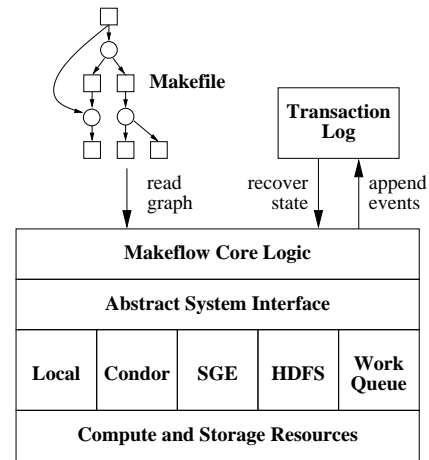 Makefile
Transaction
Log
read
graph
recover
state
append
events
Makeflow Core Logic
Abstract System Interface
Local
Condor
SGE
HDFS
Work
Queue
Compute and Storage Resources